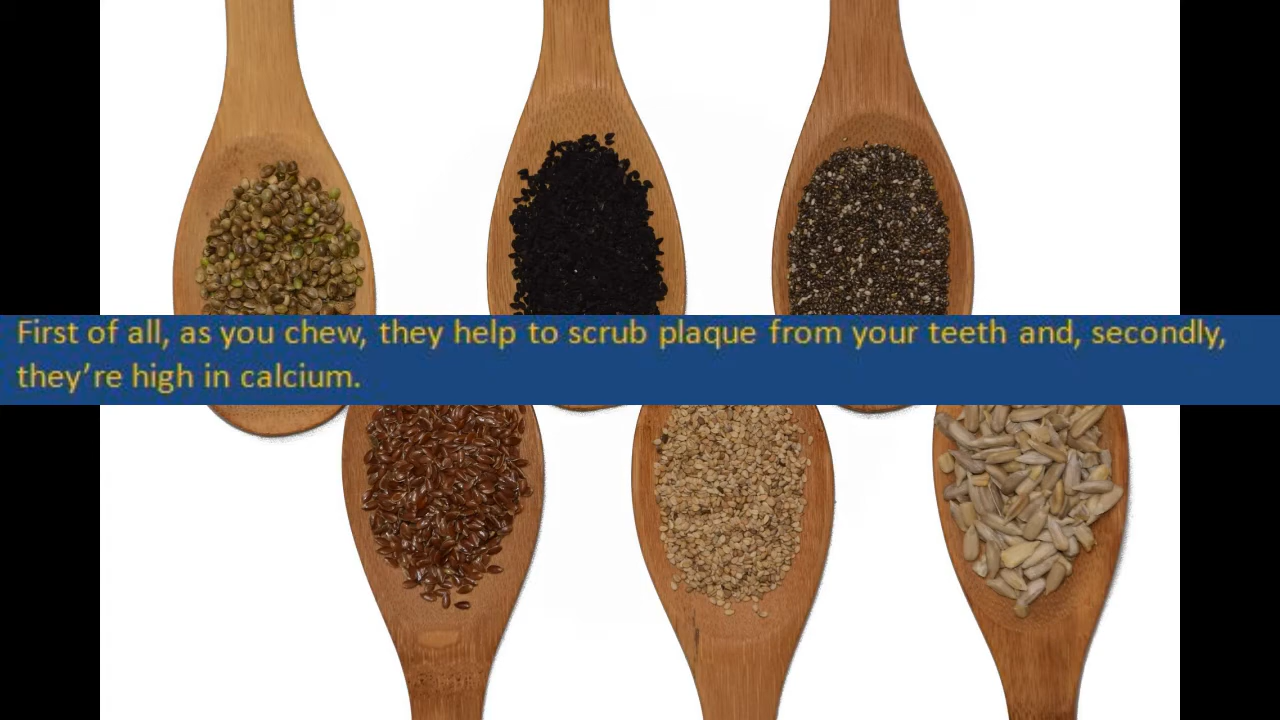 First of all, as you chew, they help to scrub plaque from your teeth and, secondly,
they’re high in calcium.